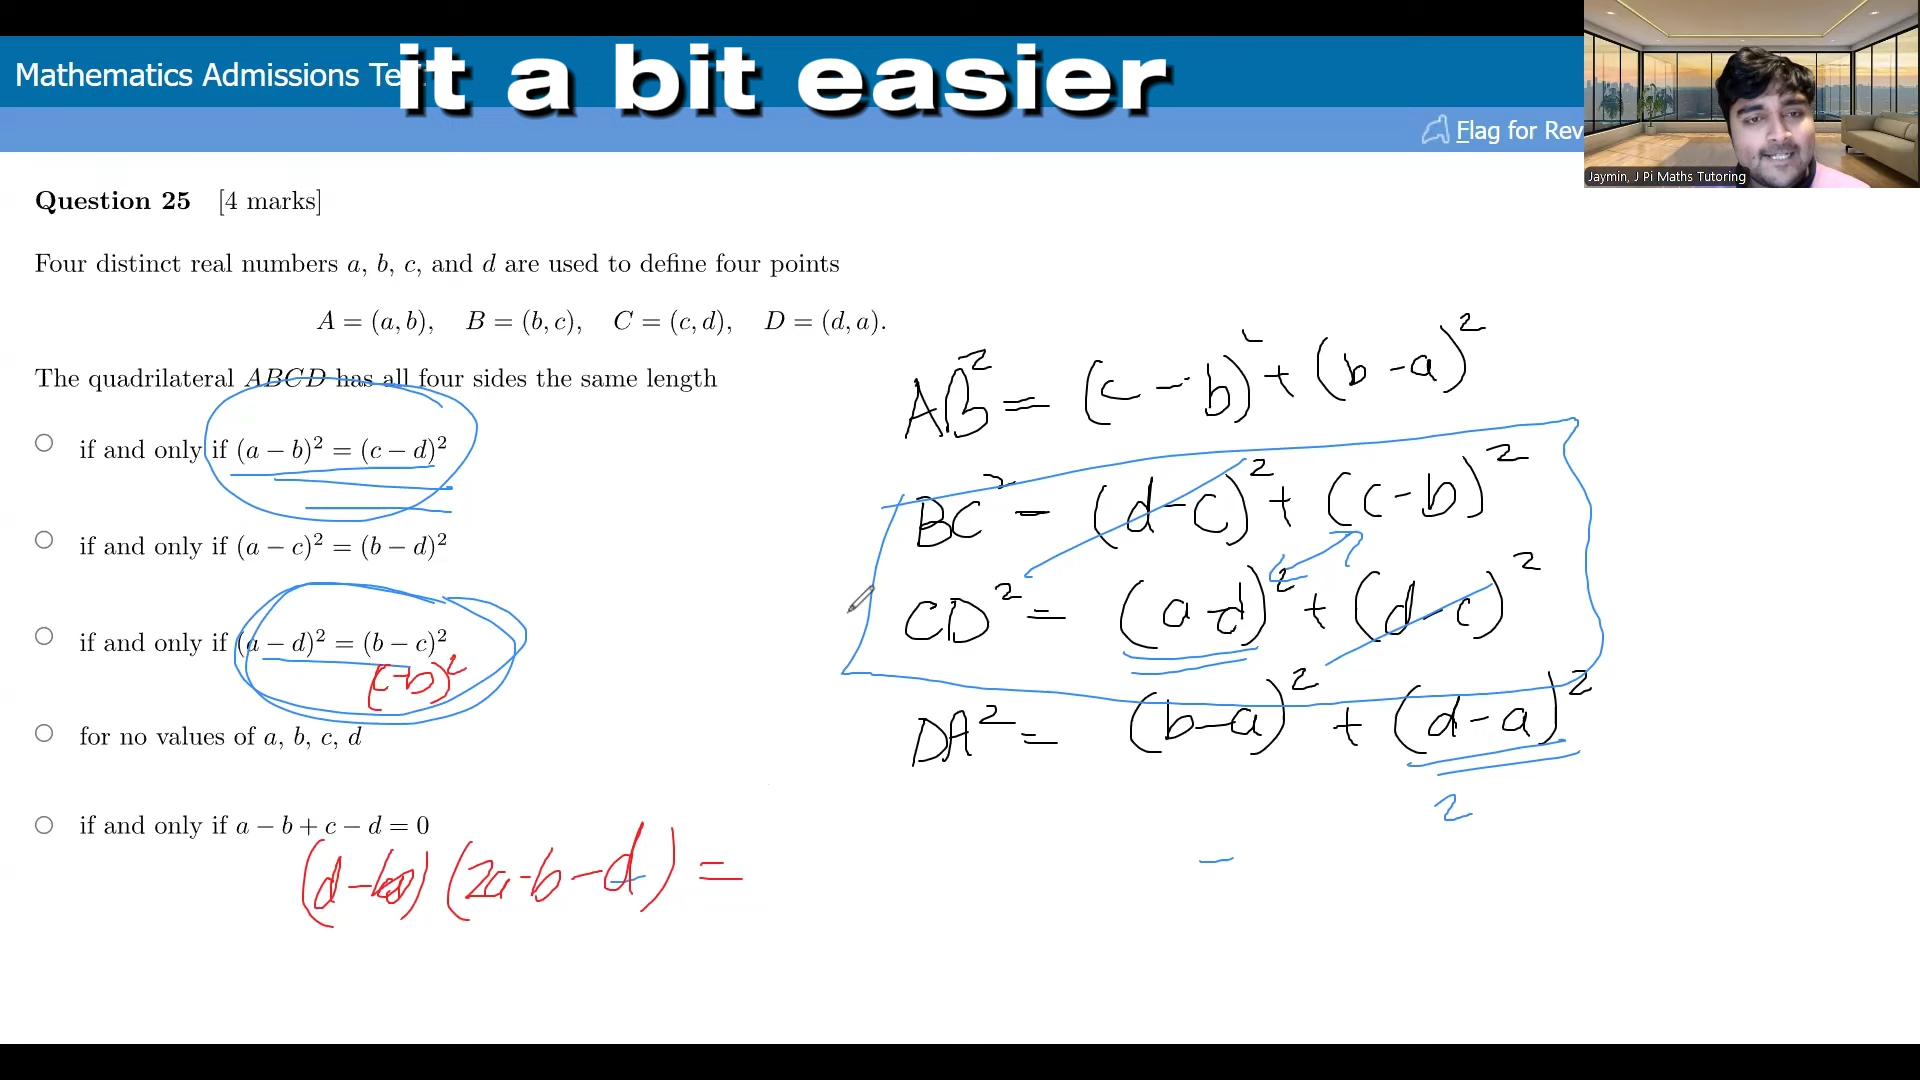 Mathematics Admissions Te
it a bit easier
Flag for Rev
Jaymin, J Pi Maths Tutoring
Question 25 [4 marks]
Four distinct real numbers a, b, c, and d are used to define four points
A = (a, b), B = (b, c), C = (c, d), D = (d, a).
The quadrilateral ABCD has all four sides the same length
if and only if (a − b)² = (c − d)²
if and only if (a − c)² = (b − d)²
if and only if (a − d)² = (b − c)²
(c-b)²
for no values of a, b, c, d
if and only if a − b + c − d = 0
(2a-b-d) =
AB² = (c-b)² + (b-a)²
BC² = (d-c)² + (c-b)²
CD² = (a-d)² + (d-c)²
DA² = (b-a)² + (d-a)²
2